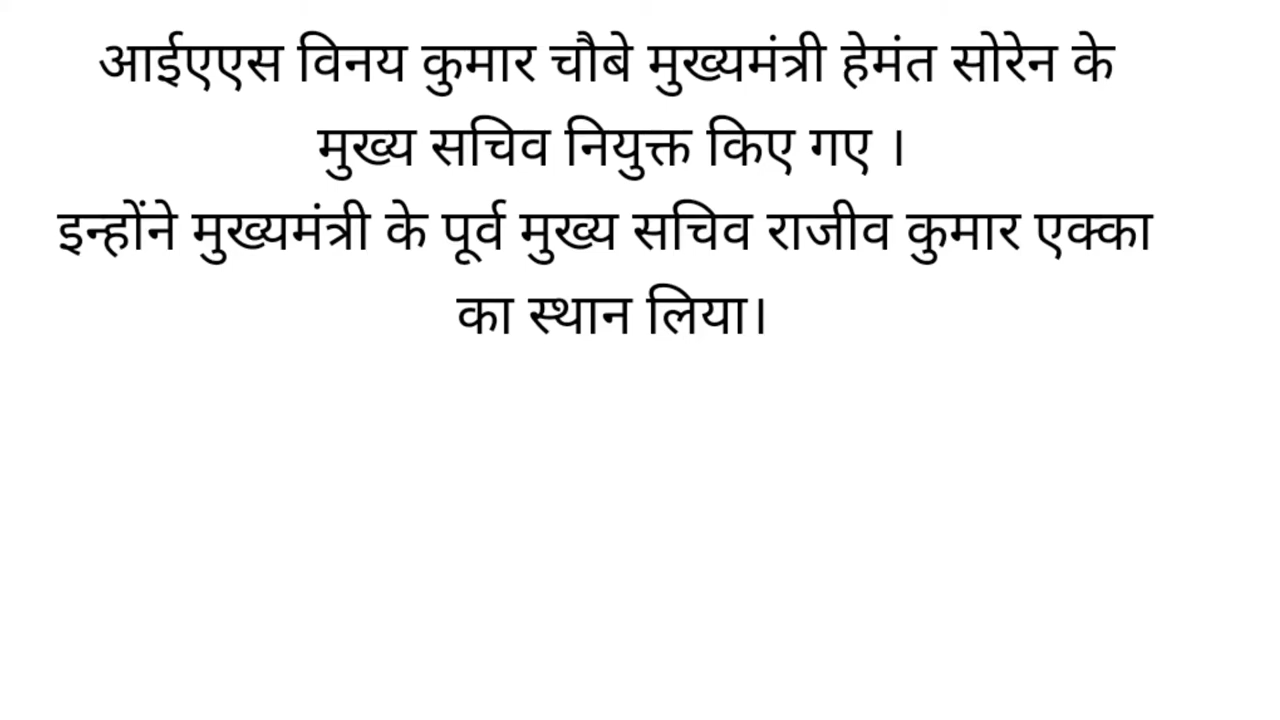 आईएएस विनय कुमार चौबे मुख्यमंत्री हेमंत सोरेन के
मुख्य सचिव नियुक्त किए गए ।
इन्होंने मुख्यमंत्री के पूर्व मुख्य सचिव राजीव कुमार एक्का
का स्थान लिया।